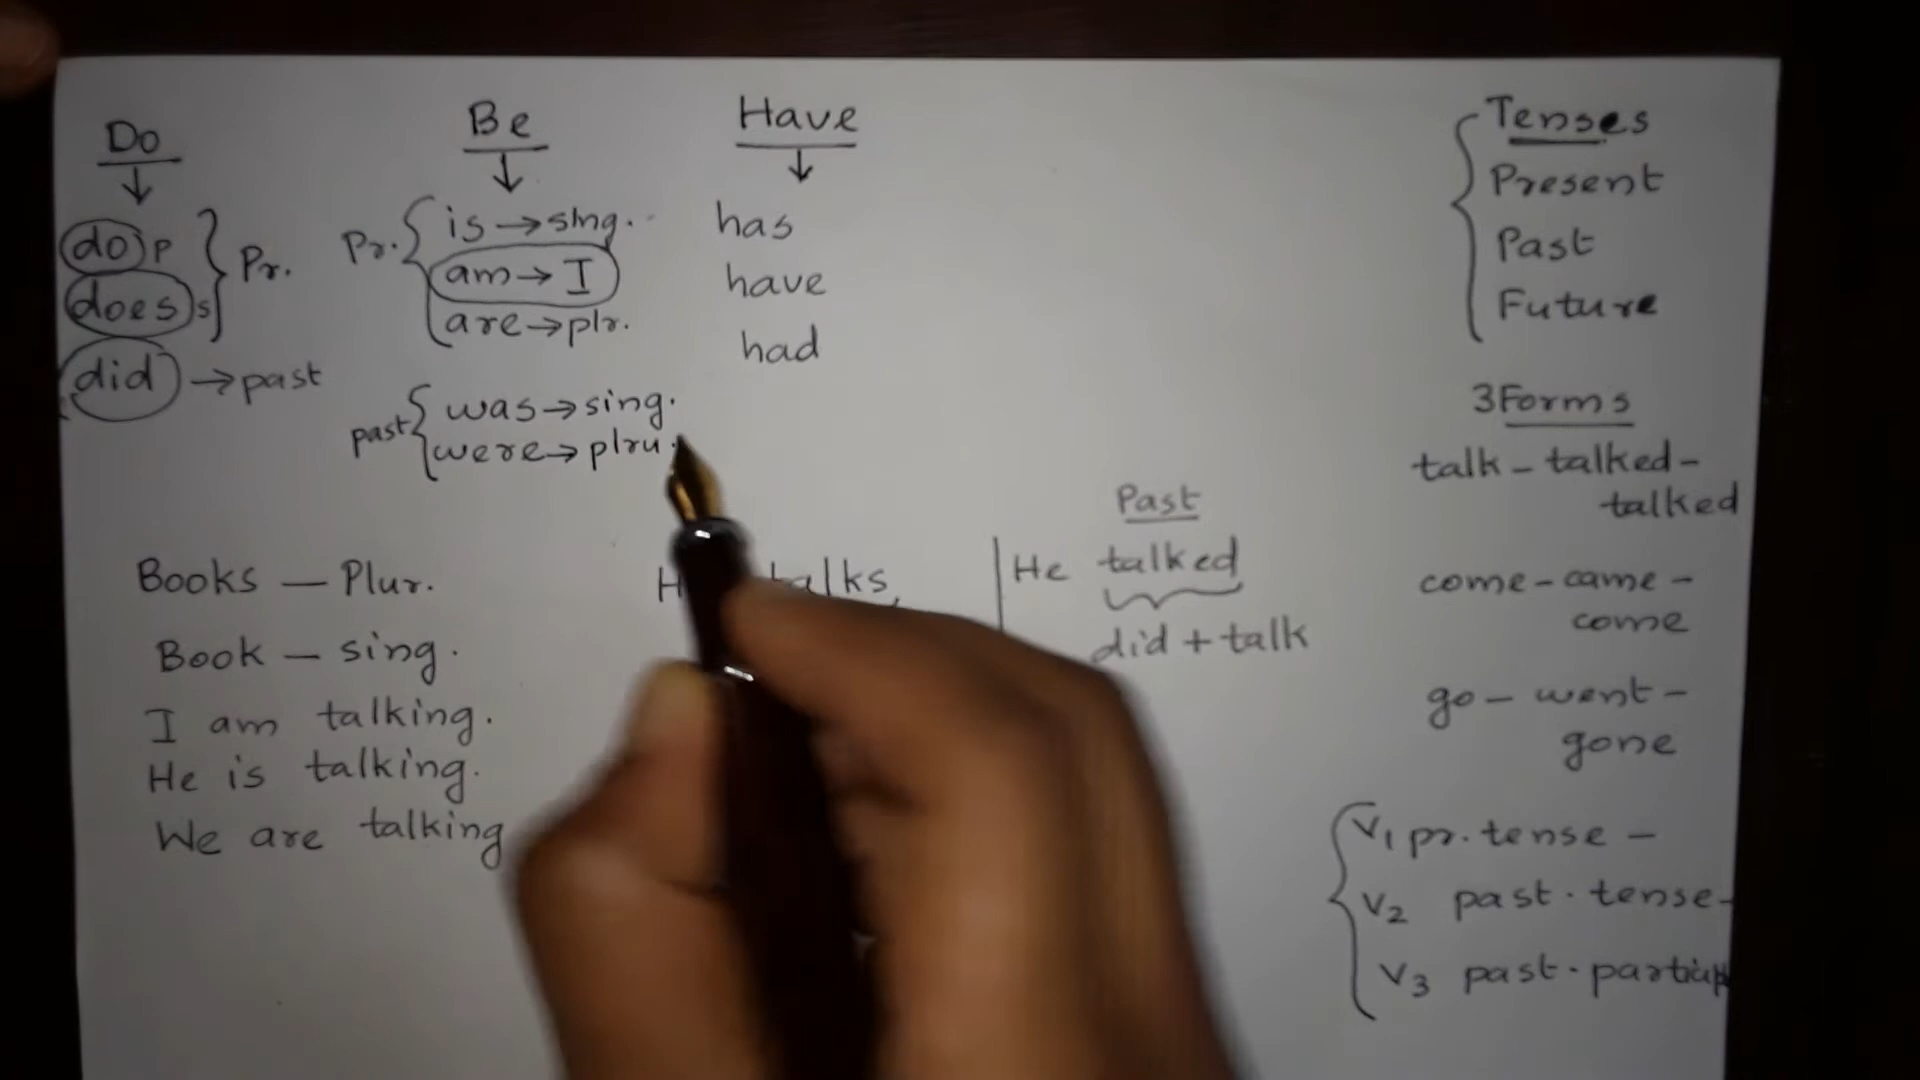 Do
do p
does s
} Pr.
did → past
Be
Pr. { is → sing.
am → I
are → plr.
past { was → sing.
were → plru.
Have
has
have
had
Tenses
Present
Past
Future
3 Forms
talk - talked -
talked
come - came -
come
go - went -
gone
V1 pr. tense -
V2 past. tense -
V3 past.
Books - Plur.
Book - sing.
I am talking.
He is talking.
We are talking
talks
Past
He talked
did + talk